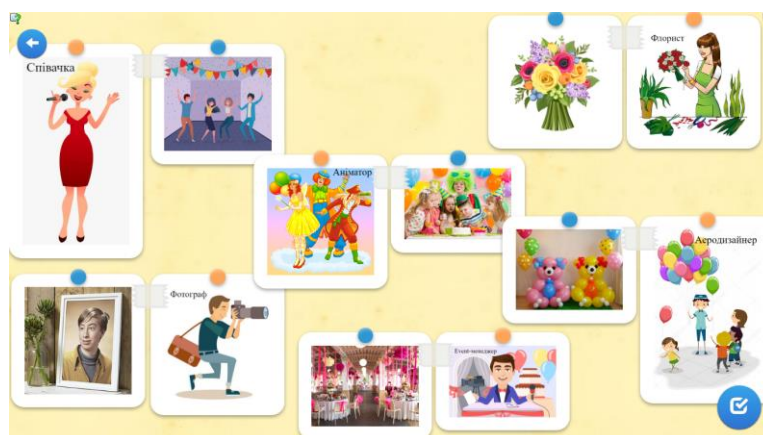 Співачка
Флорист
Аніматор
Аеродизайнер
Фотограф
Event-менеджер